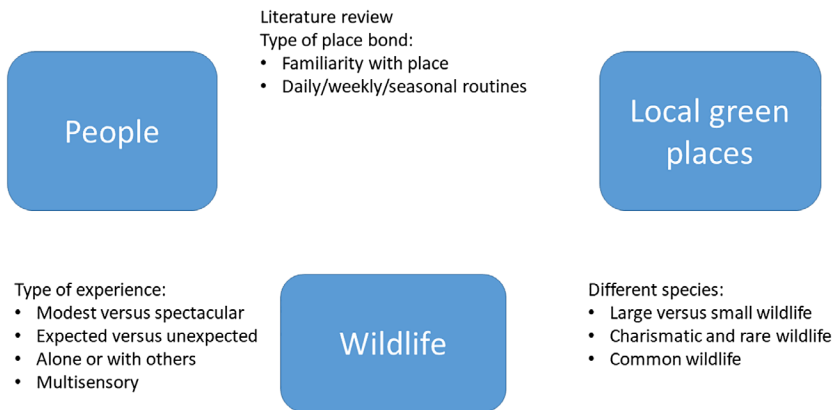 Literature review
Type of place bond:
• Familiarity with place
• Daily/weekly/seasonal routines
People
Local green
places
Type of experience:
• Modest versus spectacular
• Expected versus unexpected
• Alone or with others
• Multisensory
Wildlife
Different species:
• Large versus small wildlife
• Charismatic and rare wildlife
• Common wildlife